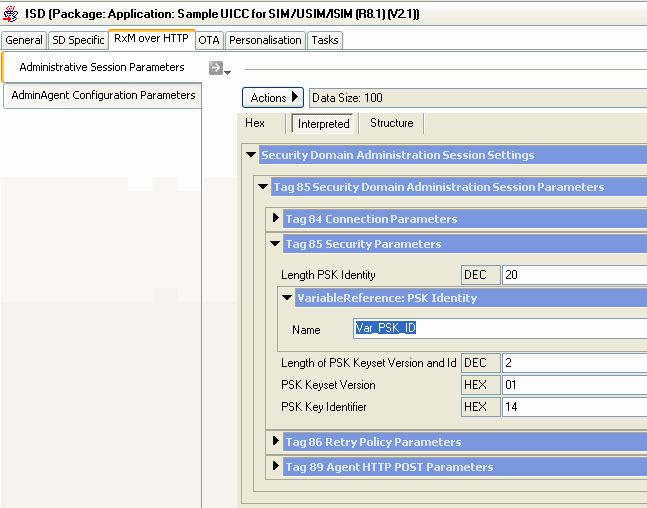 ISD (Package: Application: Sample UICC for SIM/USIM/ISIM (R8.1) (V2.1))
General SD Specific RxM over HTTP OTA Personalisation Tasks
Administrative Session Parameters
AdminAgent Configuration Parameters
Actions Data Size: 100
Hex Interpreted Structure
Security Domain Administration Session Settings
Tag 85 Security Domain Administration Session Parameters
Tag 84 Connection Parameters
Tag 85 Security Parameters
Length PSK Identity DEC 20
VariableReference: PSK Identity
Name Var_PSK_ID
Length of PSK Keyset Version and Id DEC 2
PSK Keyset Version HEX 01
PSK Key Identifier HEX 14
Tag 86 Retry Policy Parameters
Tag 89 Agent HTTP POST Parameters